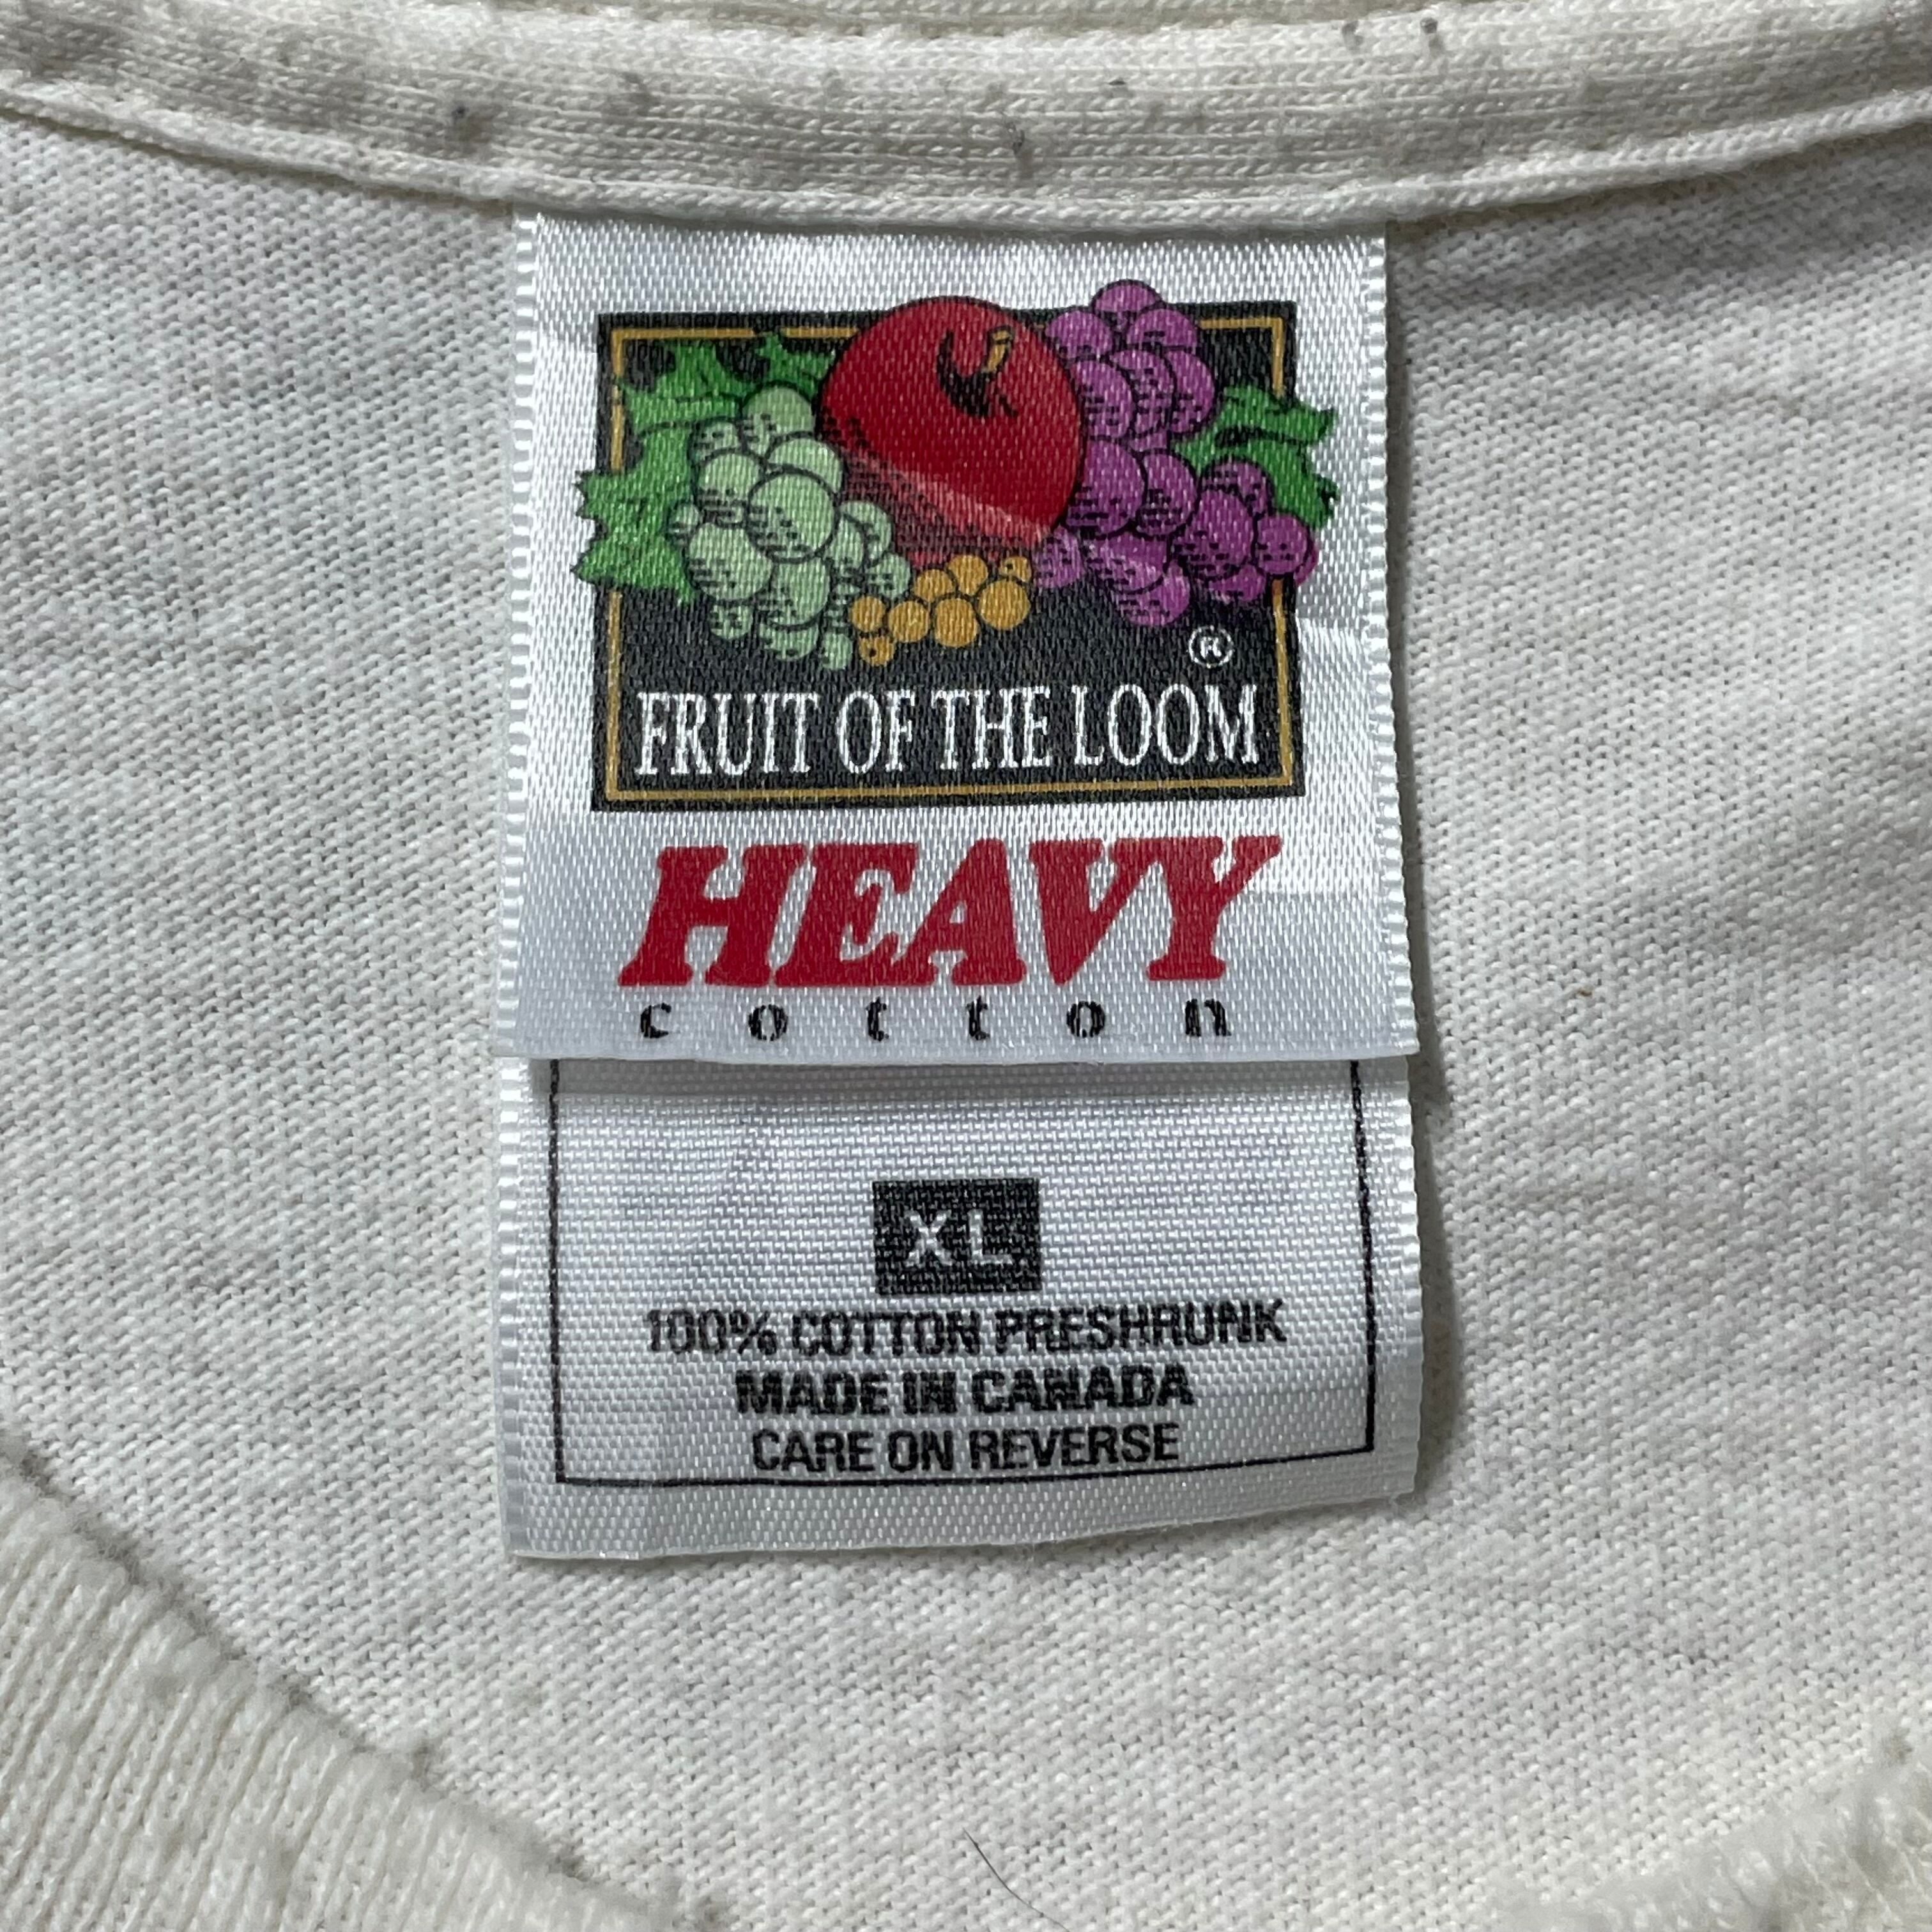 ®
FRUIT OF THE LOOM
HEAVY
cotton
XL
100% COTTON PRESHRUNK
MADE IN CANADA
CARE ON REVERSE